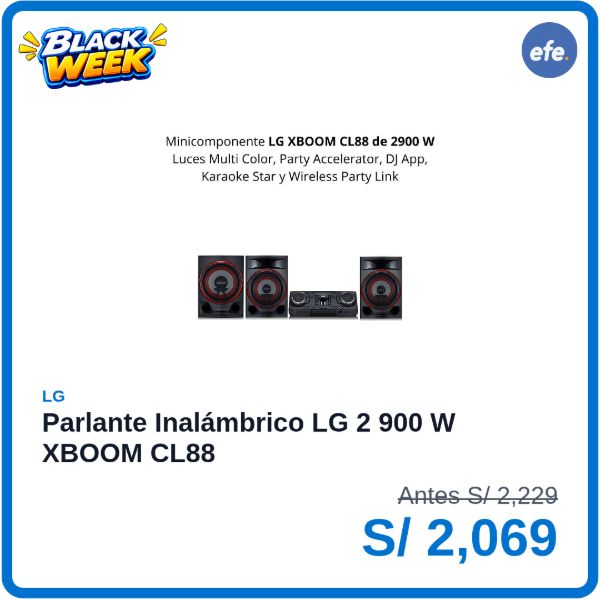 BLACK
WEEK
efe.
Minicomponente LG XBOOM CL88 de 2900 W
Luces Multi Color, Party Accelerator, DJ App,
Karaoke Star y Wireless Party Link
LG
Parlante Inalámbrico LG 2 900 W
XBOOM CL88
Antes S/ 2,229
S/ 2,069